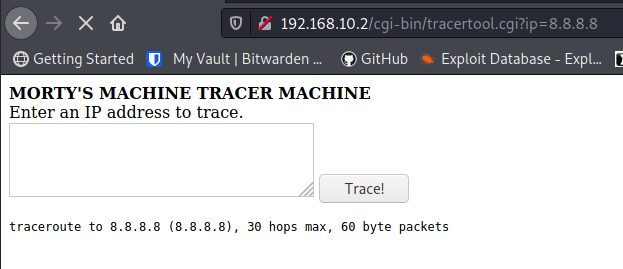 192.168.10.2/cgi-bin/tracertool.cgi?ip=8.8.8.8
Getting Started My Vault | Bitwarden ... GitHub Exploit Database - Expl...
MORTY'S MACHINE TRACER MACHINE
Enter an IP address to trace.
Trace!
traceroute to 8.8.8.8 (8.8.8.8), 30 hops max, 60 byte packets